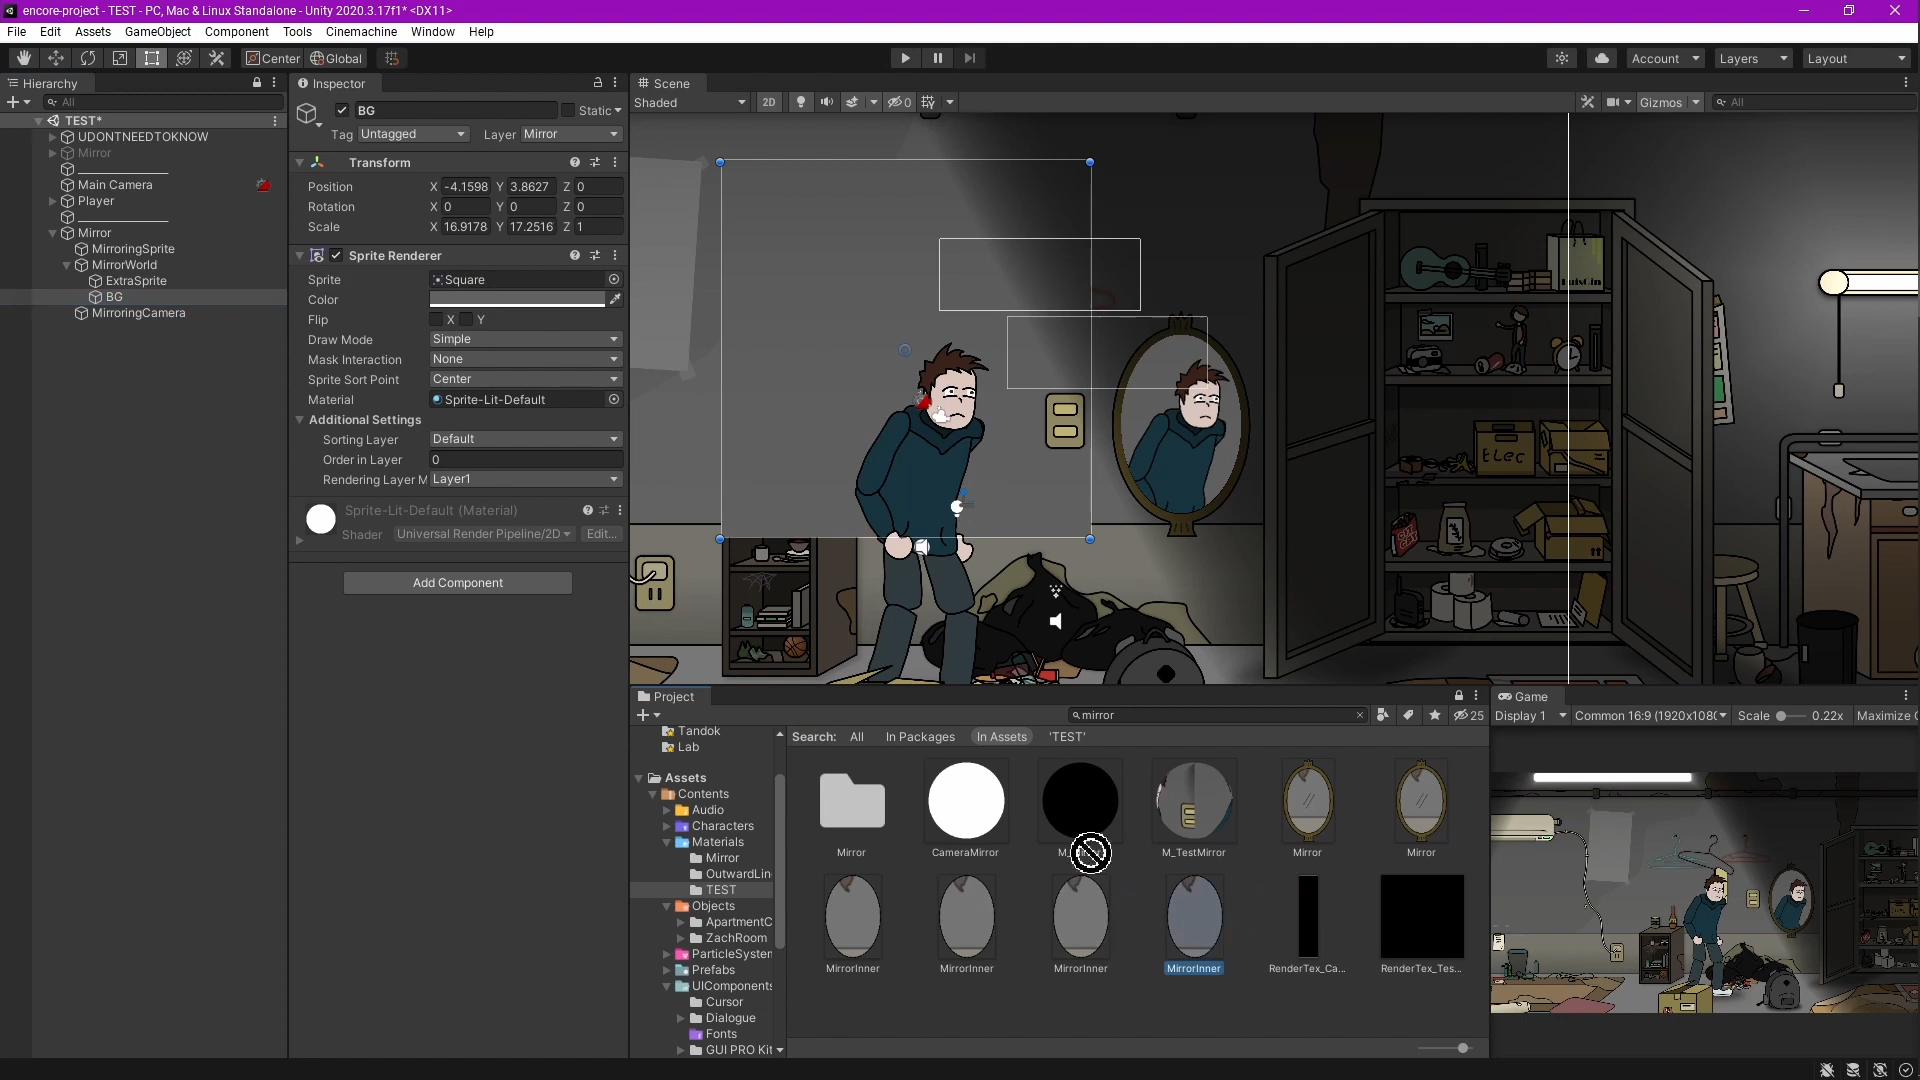 encore-project - TEST - PC, Mac & Linux Standalone - Unity 2020.3.17f1* <DX11>
File Edit Assets GameObject Component Tools Cinemachine Window Help
Center Global
Account Layers Layout
Hierarchy
All
TEST*
UDONTNEEDTOKNOW
Mirror
Main Camera
Player
Mirror
MirroringSprite
MirrorWorld
ExtraSprite
BG
MirroringCamera
Inspector
BG Static
Tag Untagged Layer Mirror
Transform
Position X -4.1598 Y 3.8627 Z 0
Rotation X 0 Y 0 Z 0
Scale X 16.9178 Y 17.2516 Z 1
Sprite Renderer
Sprite Square
Color
Flip X Y
Draw Mode Simple
Mask Interaction None
Sprite Sort Point Center
Material Sprite-Lit-Default
Additional Settings
Sorting Layer Default
Order in Layer 0
Rendering Layer M Layer1
Sprite-Lit-Default (Material)
Shader Universal Render Pipeline/2D Edit...
Add Component
Scene
Shaded 2D 0 Gizmos All
ELEC
Project
mirror 25
Tandok
Lab
Assets
Contents
Audio
Characters
Materials
Mirror
OutwardLin
TEST
Objects
ApartmentC
ZachRoom
ParticleSystem
Prefabs
UIComponents
Cursor
Dialogue
Fonts
GUI PRO Kit
Search: All In Packages In Assets 'TEST'
Mirror CameraMirror M_TestMirror Mirror Mirror
MirrorInner MirrorInner MirrorInner MirrorInner RenderTex_Ca... RenderTex_Tes...
Game
Display 1 Common 16:9 (1920x1080 Scale 0.22x Maximize